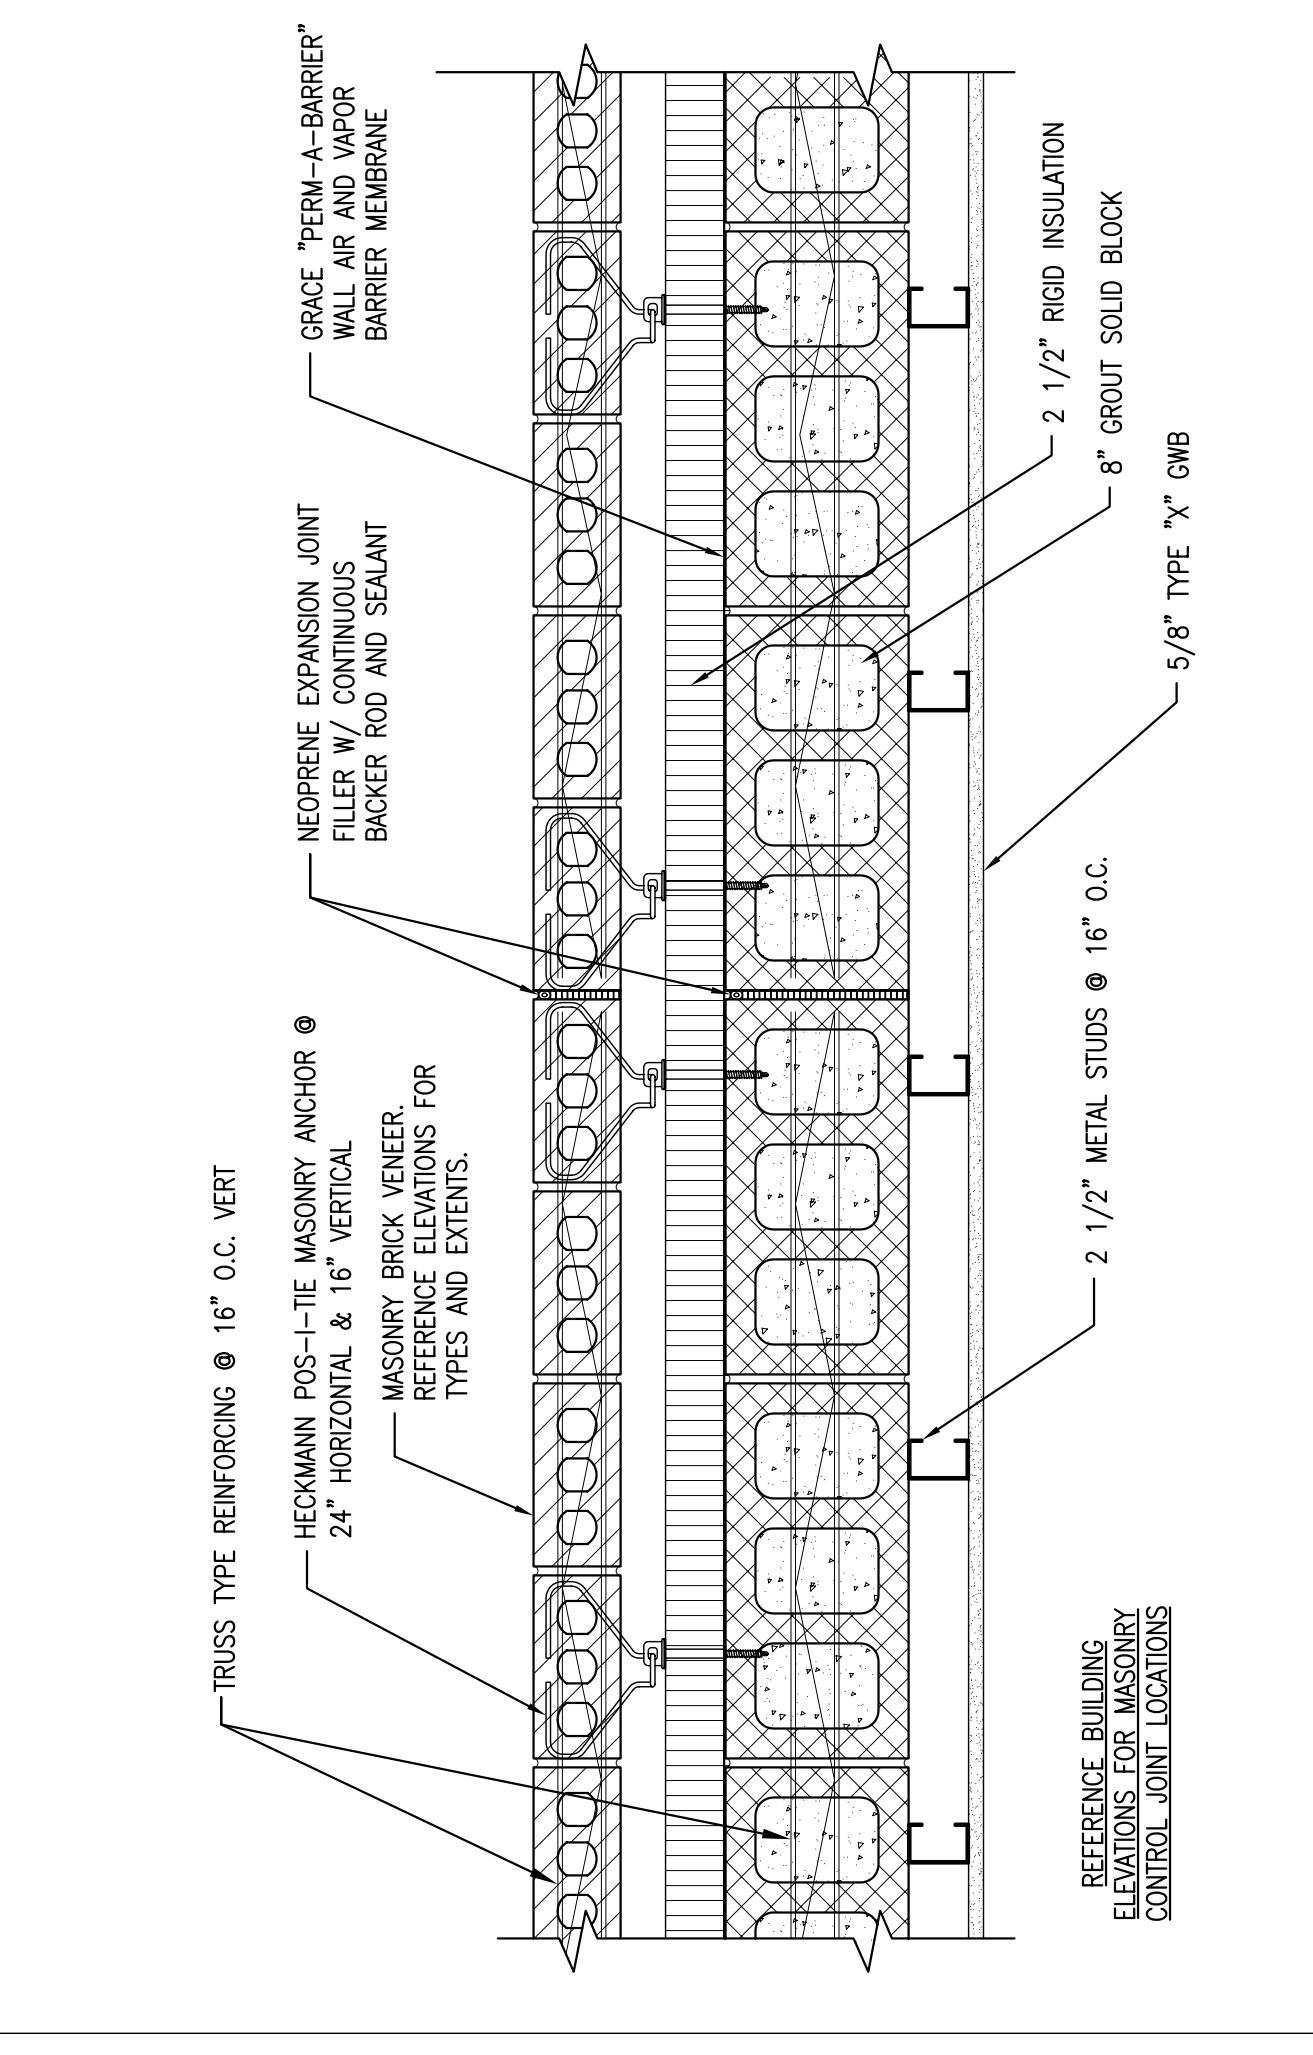 TRUSS TYPE REINFORCING @ 16" O.C. VERT
HECKMANN POS-I-TIE MASONRY ANCHOR @
24" HORIZONTAL & 16" VERTICAL
MASONRY BRICK VENEER.
REFERENCE ELEVATIONS FOR
TYPES AND EXTENTS.
NEOPRENE EXPANSION JOINT
FILLER W/ CONTINUOUS
BACKER ROD AND SEALANT
GRACE "PERM-A-BARRIER"
WALL AIR AND VAPOR
BARRIER MEMBRANE
2 1/2" RIGID INSULATION
8" GROUT SOLID BLOCK
5/8" TYPE "X" GWB
2 1/2" METAL STUDS @ 16" O.C.
REFERENCE BUILDING
ELEVATIONS FOR MASONRY
CONTROL JOINT LOCATIONS